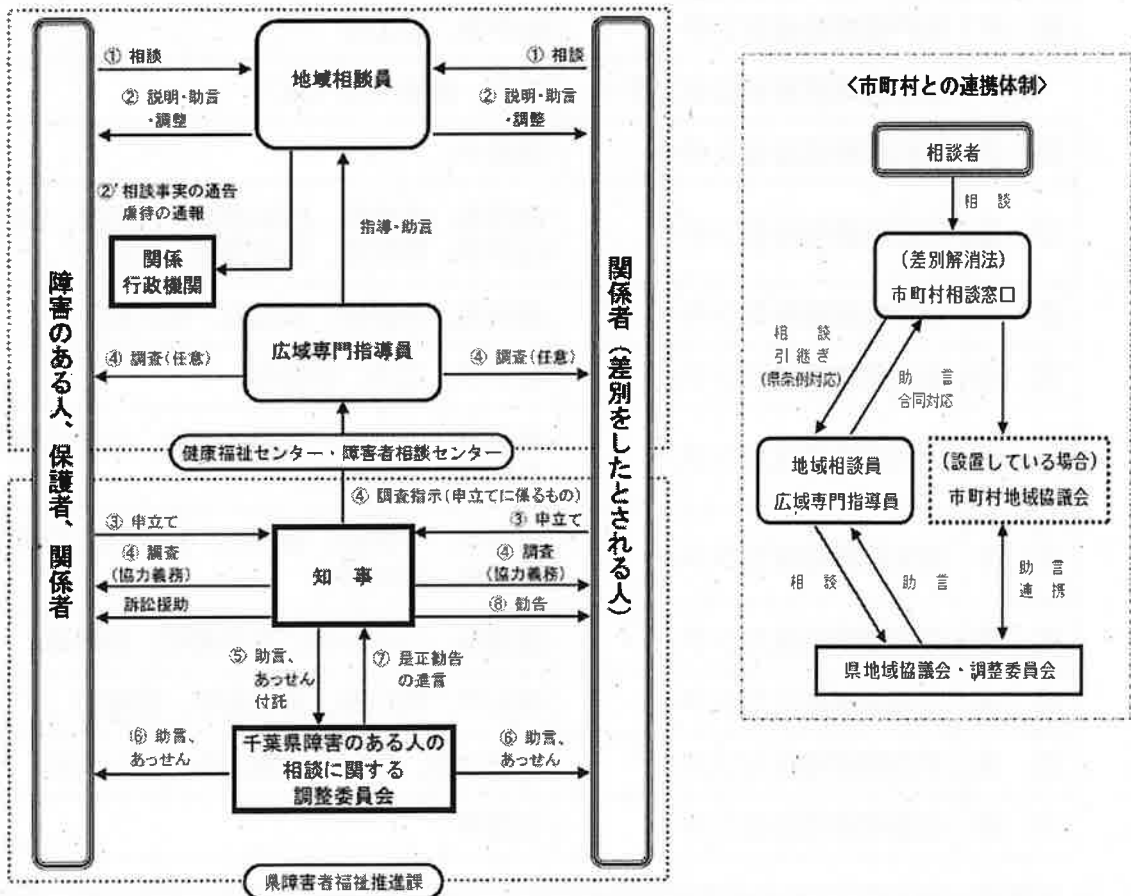 ① 相談
地域相談員
① 相談
② 説明・助言
・調整
② 説明・助言
・調整
②’相談事実の通告
虐待の通報
指導・助言
関係
行政機関
障害のある人、保護者、関係者
関係者（差別をしたとされる人）
④ 調査(任意)
広域専門指導員
④ 調査(任意)
健康福祉センター・障害者相談センター
④ 調査指示(申立てに係るもの)
③ 申立て
③ 申立て
④ 調査
(協力義務)
知 事
④ 調査
(協力義務)
訴訟援助
⑧ 勧告
⑤ 助言、
あっせん
付託
⑦ 是正勧告
の進言
⑥ 助言、
あっせん
千葉県障害のある人の
相談に関する
調整委員会
⑥ 助言、
あっせん
県障害者福祉推進課
＜市町村との連携体制＞
相談者
相 談
(差別解消法)
市町村相談窓口
相 談
引継ぎ
(県条例対応)
助 言
合同対応
地域相談員
広域専門指導員
(設置している場合)
市町村地域協議会
相 談
助 言
助 言
連 携
県地域協議会・調整委員会